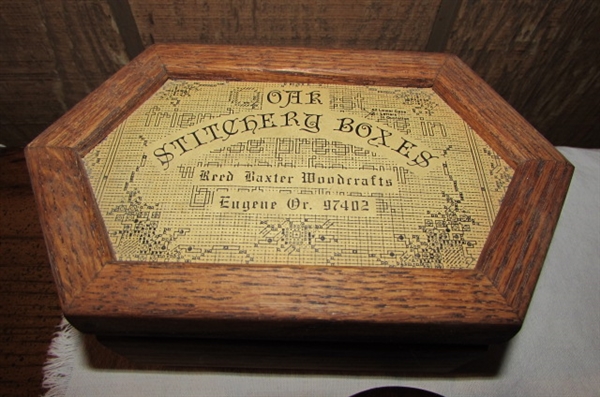 OAK
STITCHERY BOXES
Reed Baxter Woodcrafts
Eugene Or. 97402